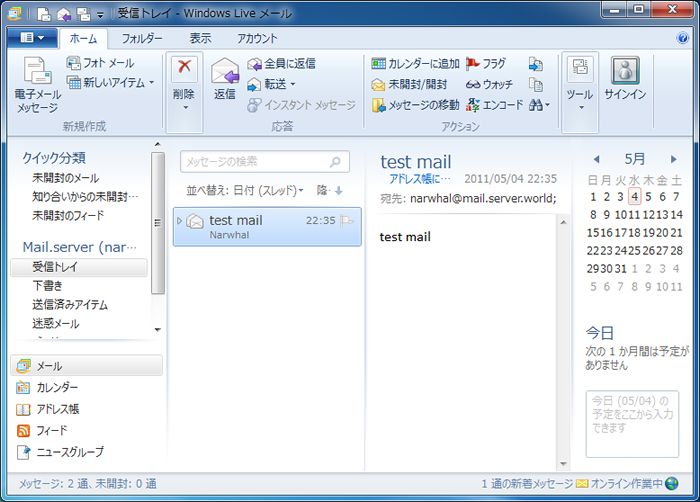 受信トレイ - Windows Live メール
ホーム フォルダー 表示 アカウント
電子メール メッセージ
フォト メール
新しいアイテム
新規作成
削除
返信
全員に返信
転送
インスタント メッセージ
応答
カレンダーに追加
未開封/開封
メッセージの移動
フラグ
ウォッチ
エンコード
アクション
ツール
サインイン
クイック分類
未開封のメール
知り合いからの未開封...
未開封のフィード
Mail.server (narw...
受信トレイ
下書き
送信済みアイテム
迷惑メール
メール
カレンダー
アドレス帳
フィード
ニュースグループ
メッセージの検索
並べ替え: 日付 (スレッド) 降...
test mail 22:35
Narwhal
test mail
アドレス帳に... 2011/05/04 22:35
宛先: narwhal@mail.server.world;
test mail
5月
日 月 火 水 木 金 土
1 2 3 4 5 6 7
8 9 10 11 12 13 14
15 16 17 18 19 20 21
22 23 24 25 26 27 28
29 30 31 1 2 3 4
5 6 7 8 9 10 11
今日
次の 1 か月間は予定が
ありません
今日 (05/04) の
予定をここから入力
できます
メッセージ: 2 通、未開封: 0 通
1 通の新着メッセージ オンライン作業中